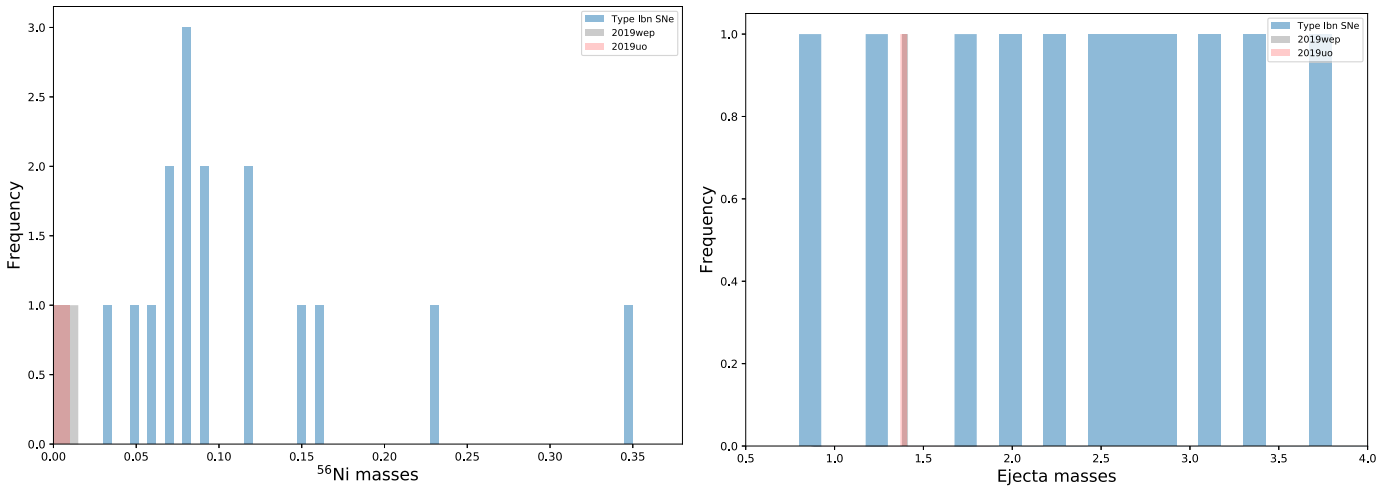 3.0
2.5
2.0
1.5
1.0
0.5
0.0
Frequency
0.00 0.05 0.10 0.15 0.20 0.25 0.30 0.35
⁵⁶Ni masses
Type Ibn SNe
2019wep
2019uo
1.0
0.8
0.6
0.4
0.2
0.0
Frequency
0.5 1.0 1.5 2.0 2.5 3.0 3.5 4.0
Ejecta masses
Type Ibn SNe
2019wep
2019uo